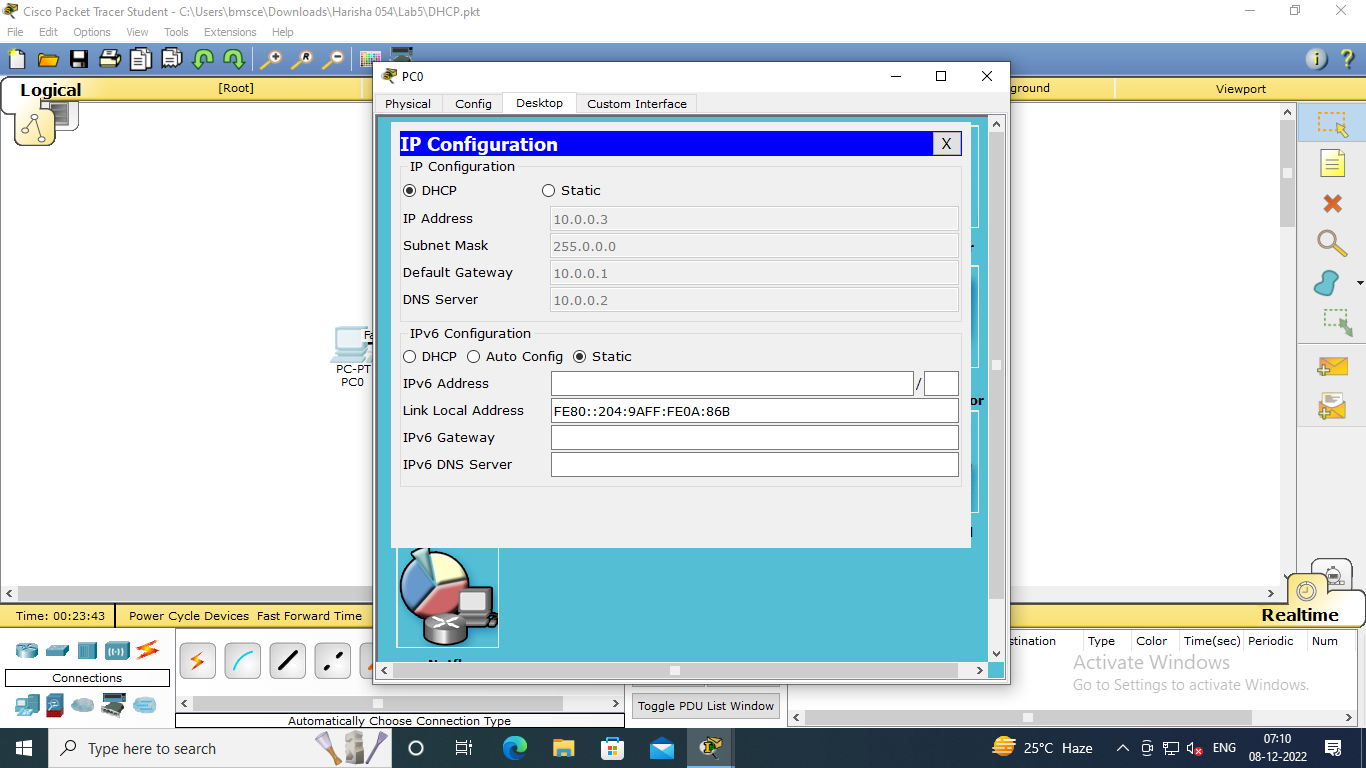 Cisco Packet Tracer Student - C:\Users\bmsce\Downloads\Harisha 054\Lab5\DHCP.pkt
File Edit Options View Tools Extensions Help
Logical
[Root]
ground
Viewport
PC0
Physical Config Desktop Custom Interface
IP Configuration
X
IP Configuration
DHCP Static
IP Address 10.0.0.3
Subnet Mask 255.0.0.0
Default Gateway 10.0.0.1
DNS Server 10.0.0.2
IPv6 Configuration
DHCP Auto Config Static
IPv6 Address /
Link Local Address FE80::204:9AFF:FE0A:86B
IPv6 Gateway
IPv6 DNS Server
r
or
Fa
PC-PT
PC0
Time: 00:23:43 Power Cycle Devices Fast Forward Time
Realtime
Connections
Automatically Choose Connection Type
Toggle PDU List Window
stination Type Color Time(sec) Periodic Num
Activate Windows
Go to Settings to activate Windows.
Type here to search
25°C Haze
ENG
07:10
08-12-2022